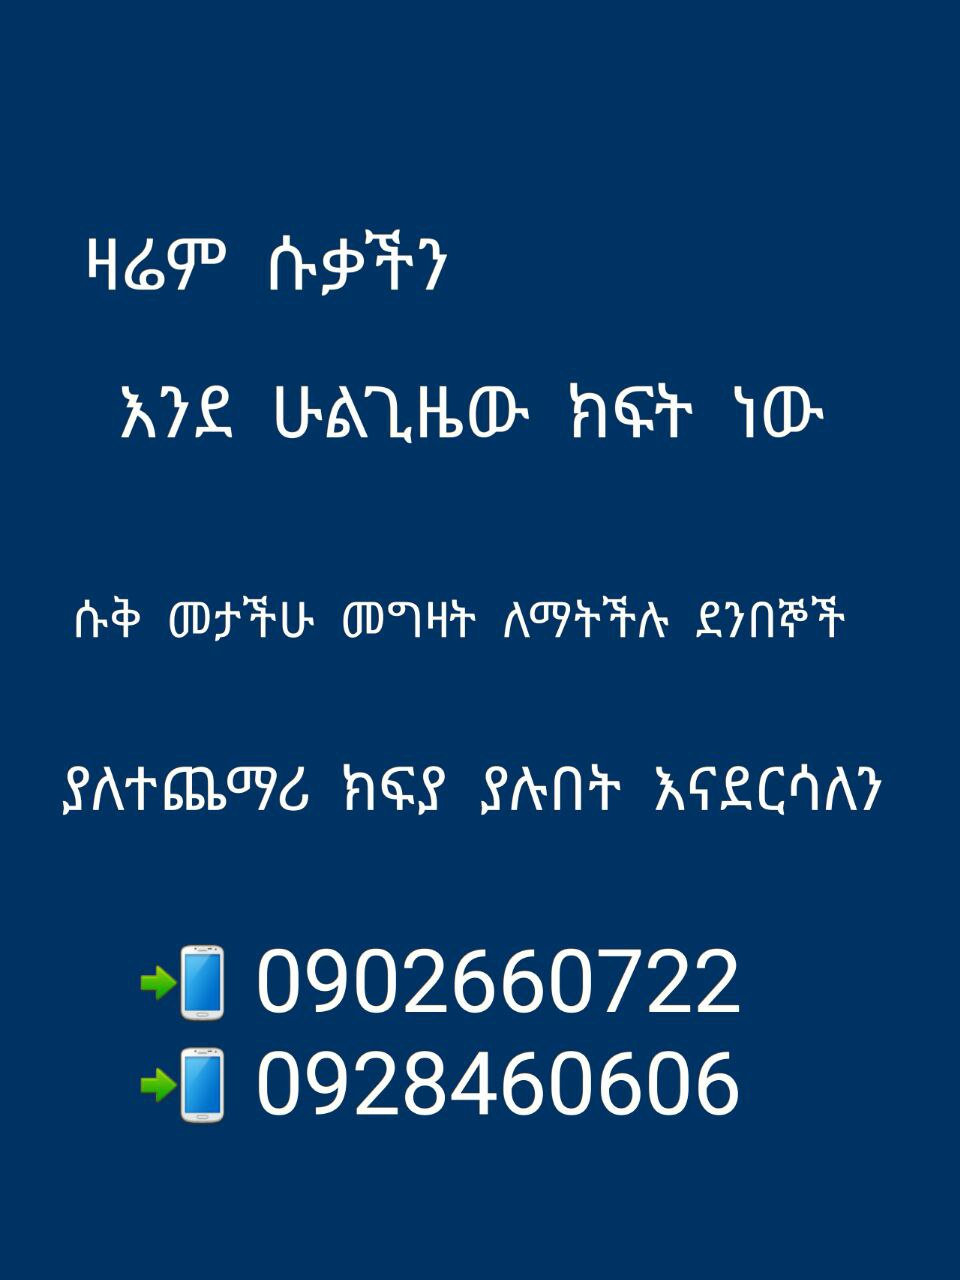 ዛሬም ሱቃችን
እንደ ሁልጊዜው ክፍት ነው
ሱቅ መታችሁ መግዛት ለማትችሉ ደንበኞች
ያለተጨማሪ ክፍያ ያሉበት እናደርሳለን
📲 0902660722
📲 0928460606